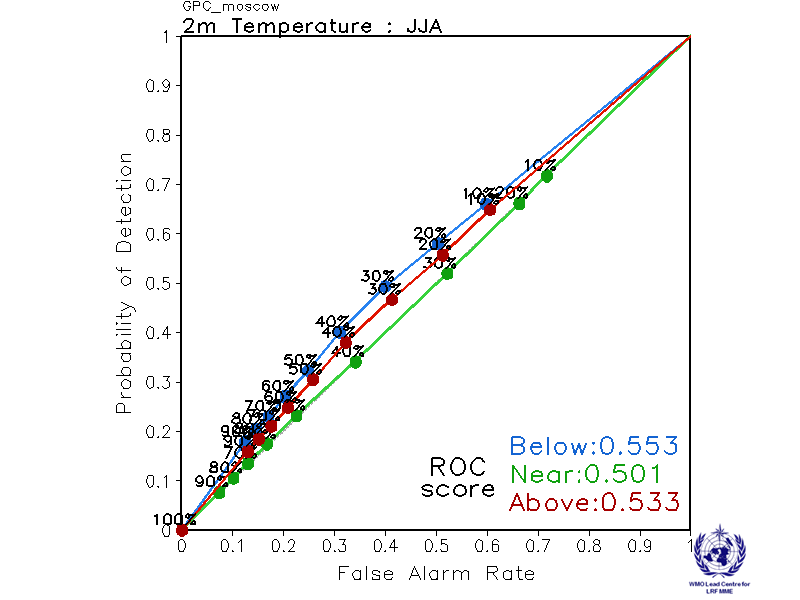 GPC_moscow
2m Temperature : JJA
1
0.9
0.8
0.7
0.6
0.5
0.4
0.3
0.2
0.1
0
Probability of Detection
10%
10%
10%
20%
20%
20%
30%
30%
30%
40%
40%
40%
50%
50%
60%
60%
70%
70%
80%
80%
90%
90%
100%
ROC
score
Below:0.553
Near:0.501
Above:0.533
0 0.1 0.2 0.3 0.4 0.5 0.6 0.7 0.8 0.9 1
False Alarm Rate
WMO Lead Centre for
LRF MME